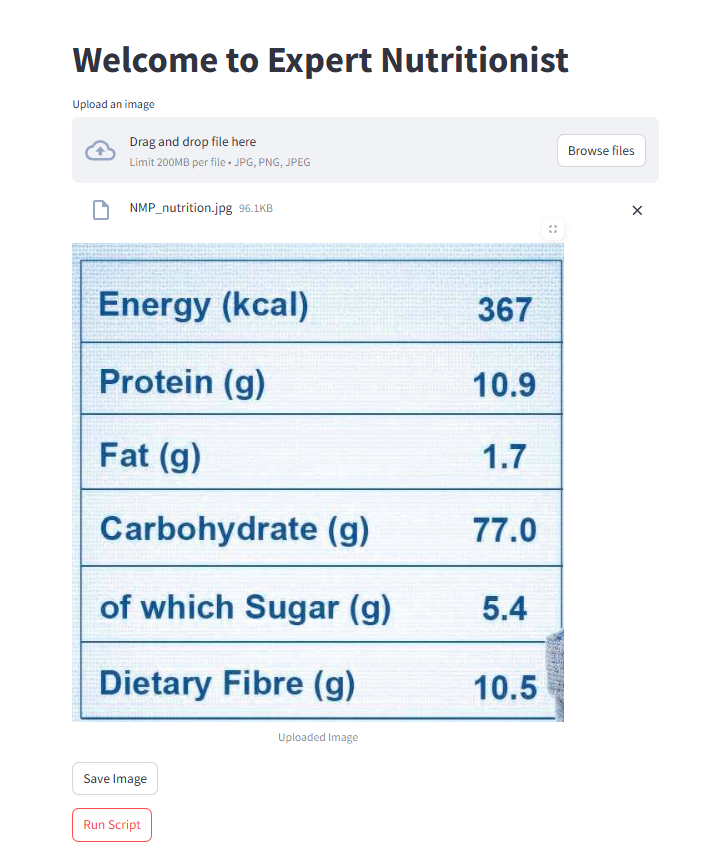 Welcome to Expert Nutritionist
Upload an image
Drag and drop file here
Limit 200MB per file • JPG, PNG, JPEG
Browse files
NMP_nutrition.jpg 96.1KB
Energy (kcal) 367
Protein (g) 10.9
Fat (g) 1.7
Carbohydrate (g) 77.0
of which Sugar (g) 5.4
Dietary Fibre (g) 10.5
Uploaded Image
Save Image
Run Script